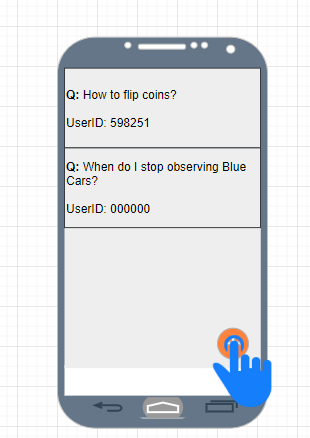 Q: How to flip coins?
UserID: 598251
Q: When do I stop observing Blue
Cars?
UserID: 000000